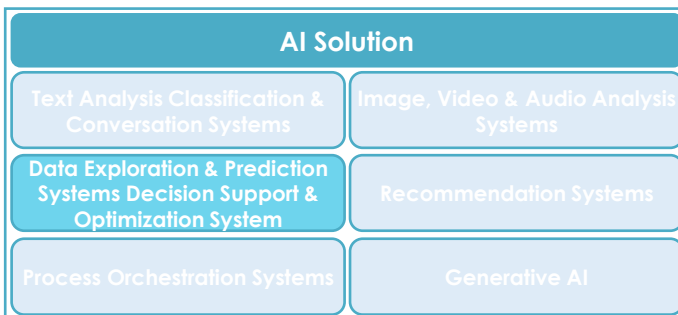 AI Solution
Text Analysis Classification &
Conversation Systems
Image, Video & Audio Analysis
Systems
Data Exploration & Prediction
Systems Decision Support &
Optimization System
Recommendation Systems
Process Orchestration Systems
Generative AI